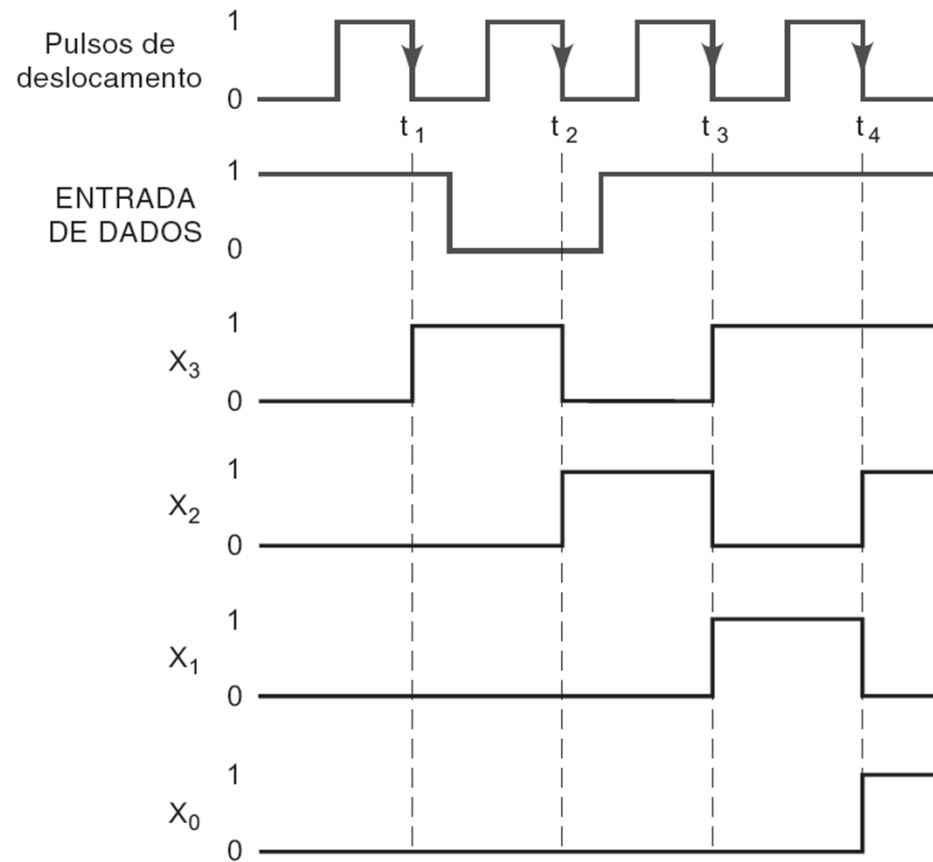 1
Pulsos de
deslocamento
0
t1 t2 t3 t4
1
ENTRADA
DE DADOS
0
1
X3
0
1
X2
0
1
X1
0
1
X0
0